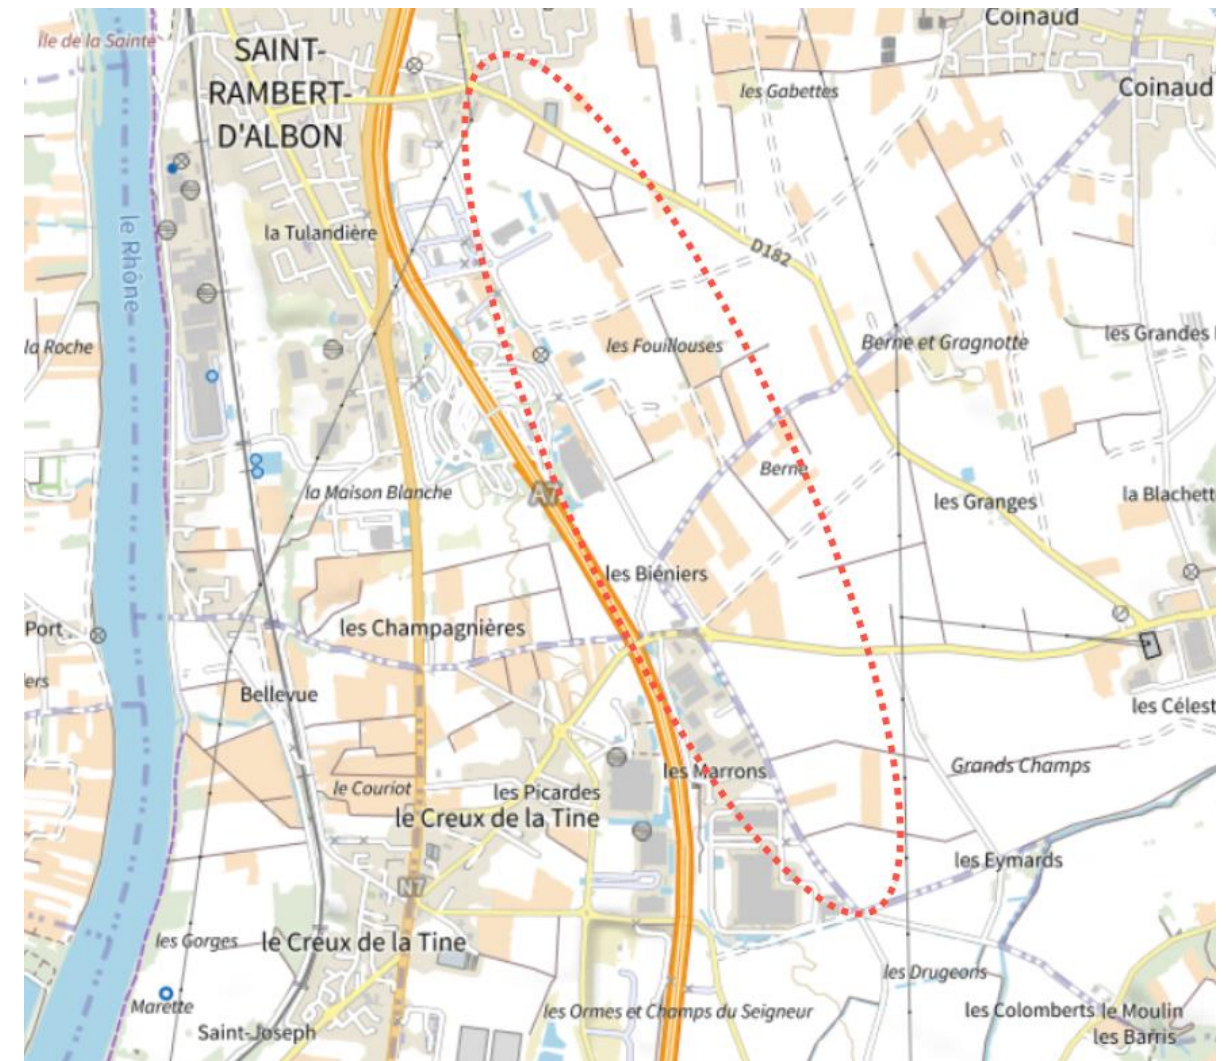 Coinaud
Île de la Sainte
SAINT-
RAMBERT-
D'ALBON
les Gabettes
Coinaud
le Rhône
la Tulandière
D182
la Roche
les Fouillouses
Berne et Gragnotte
les Grandes
Berne
la Maison Blanche
A7
les Granges
la Blachett
les Biéniers
Port
les Champagnières
ers
Bellevue
les Célest
les Marrons
Grands Champs
le Couriot
les Picardes
le Creux de la Tine
les Eymards
N7
les Gorges
le Creux de la Tine
les Drugeons
Marette
les Ormes et Champs du Seigneur
les Colomberts
le Moulin
Saint-Joseph
les Barris